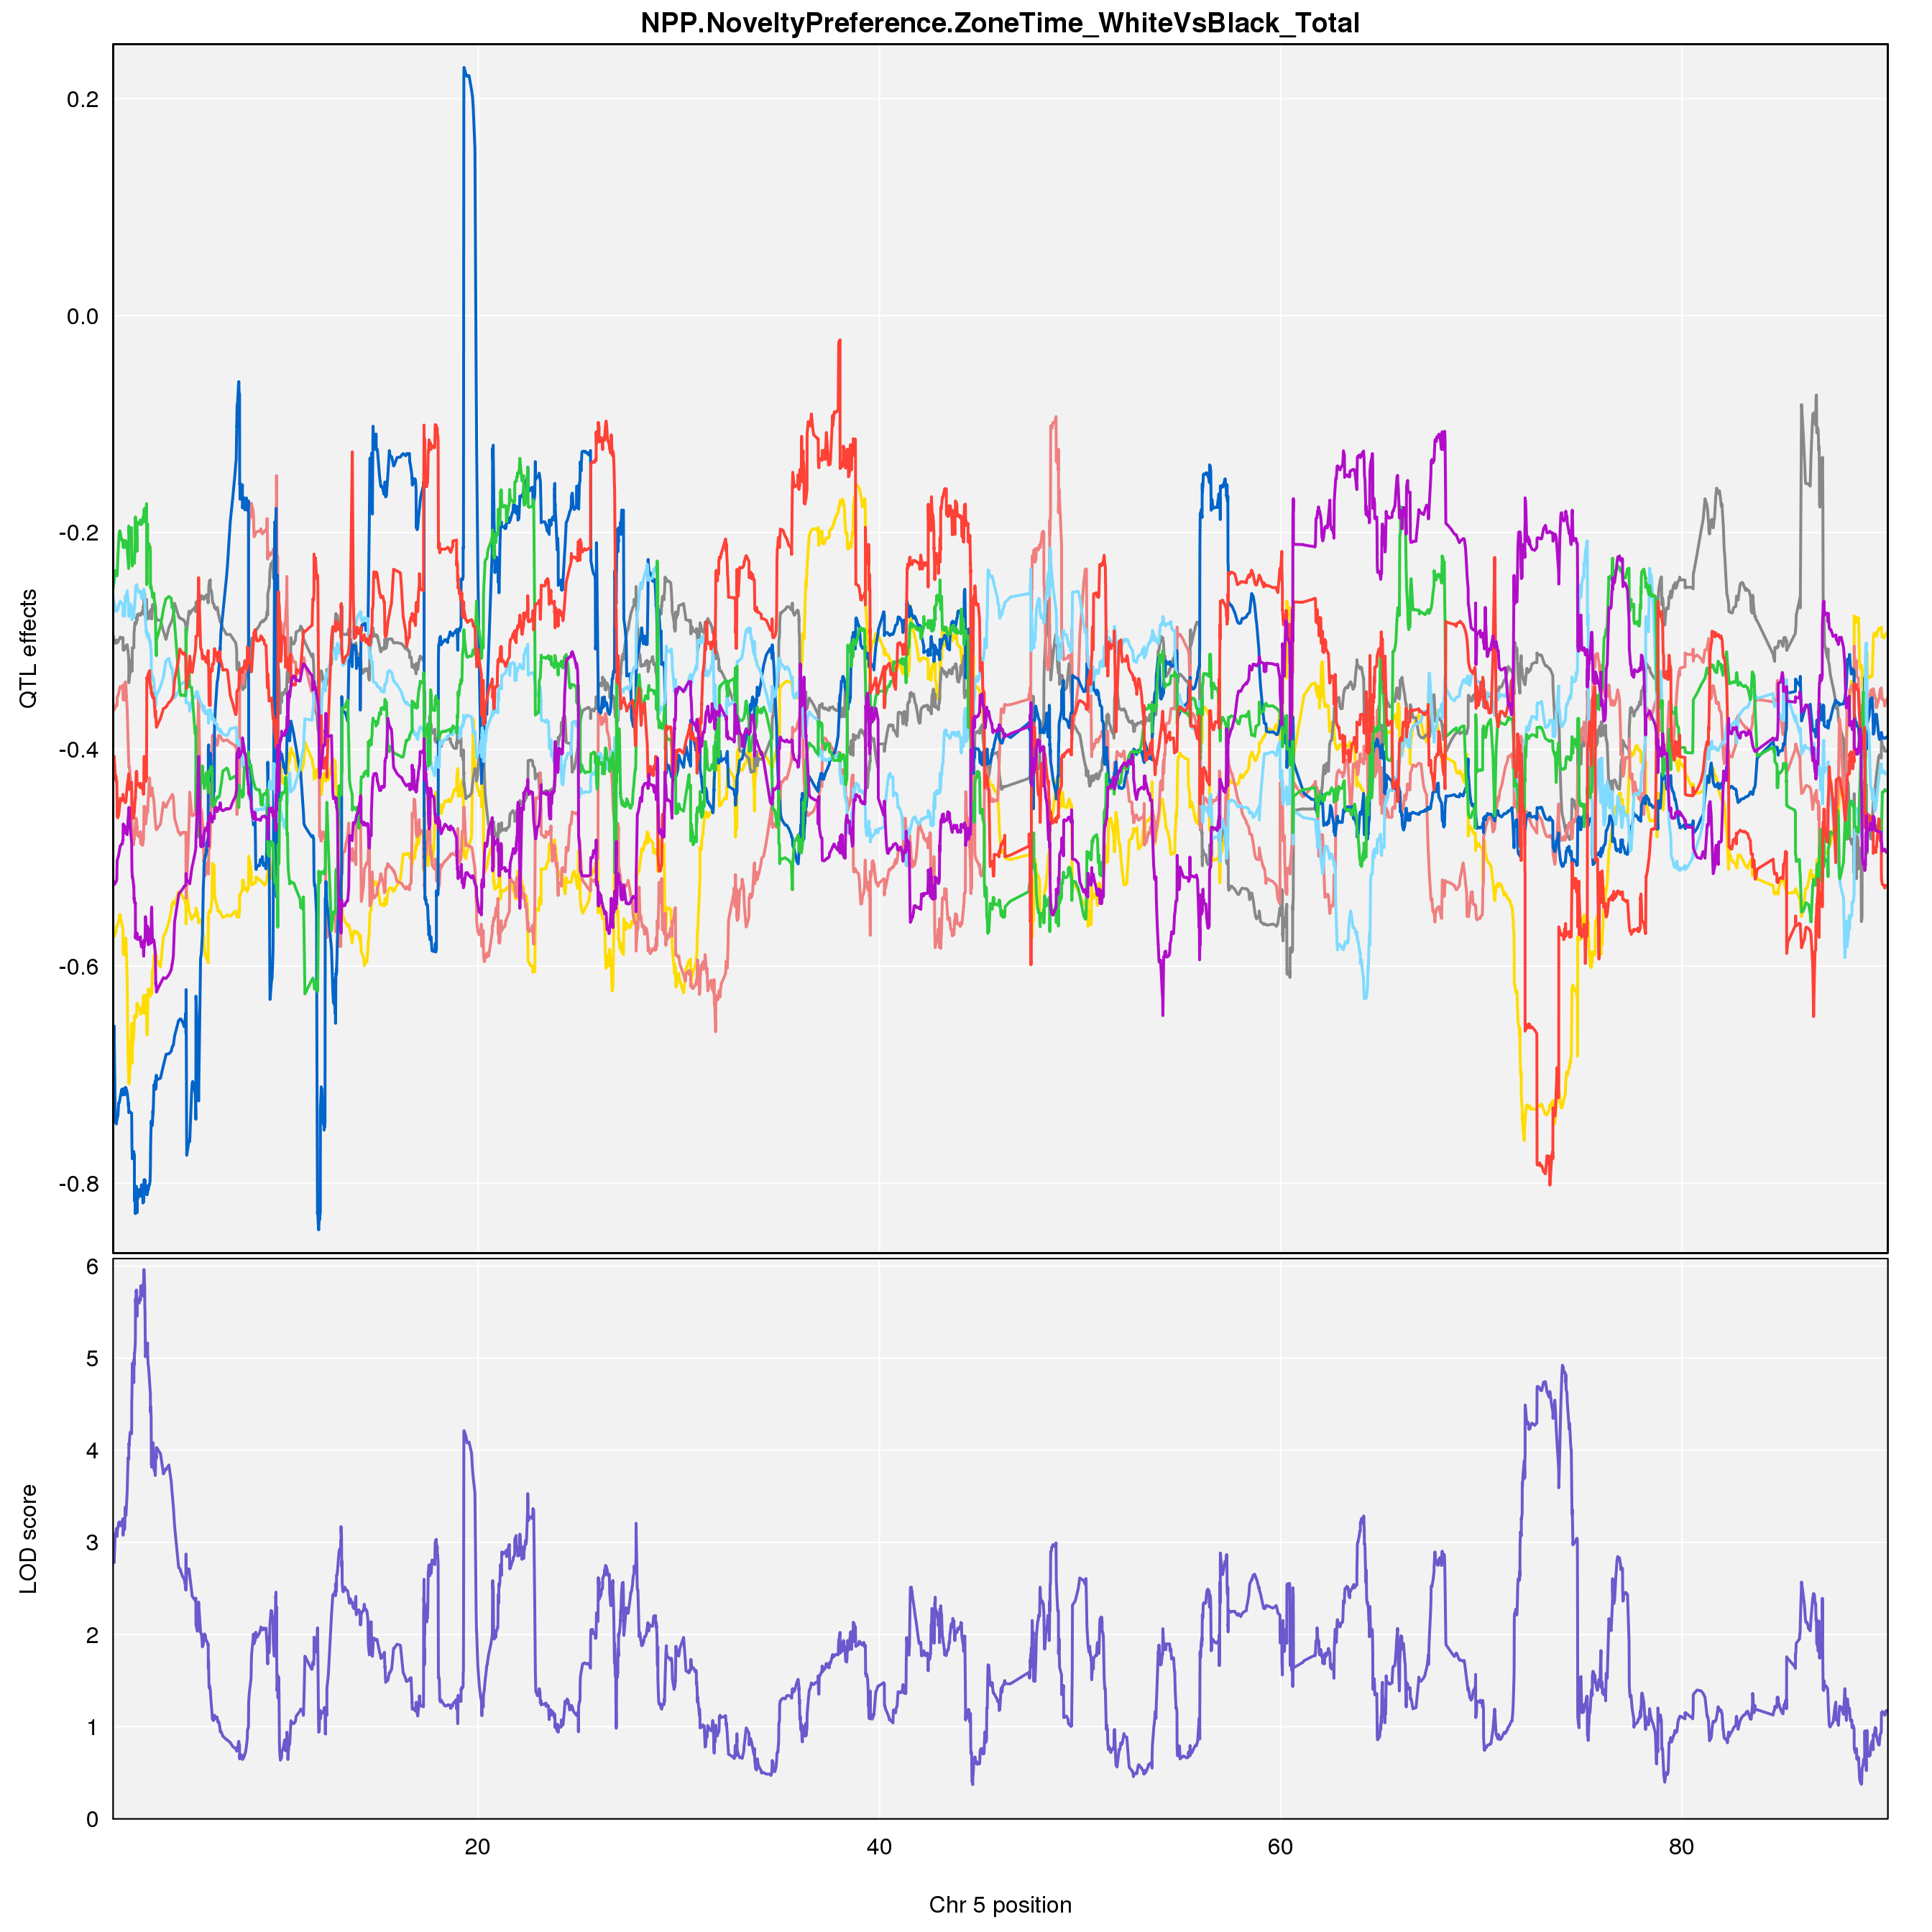 NPP.NoveltyPreference.ZoneTime_WhiteVsBlack_Total
0.2
0.0
-0.2
-0.4
-0.6
-0.8
QTL effects
6
5
4
3
2
1
0
LOD score
20 40 60 80
Chr 5 position